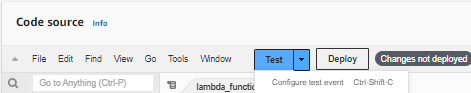 Code source Info
File Edit Find View Go Tools Window Test Deploy Changes not deployed
Go to Anything (Ctrl-P) lambda_functio Configure test event Ctrl-Shift-C